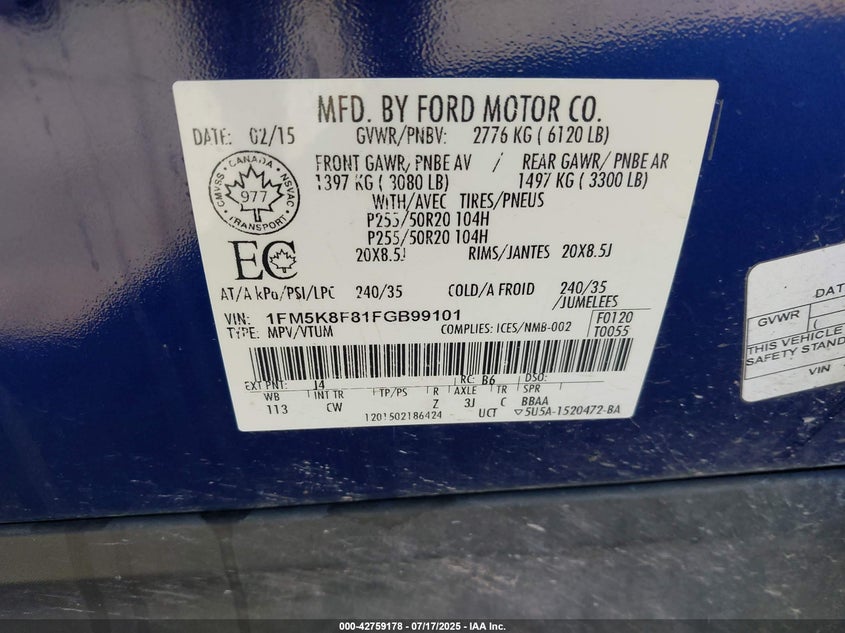 MFD. BY FORD MOTOR CO.
DATE: 02/15 GVWR/PNBV: 2776 KG ( 6120 LB)
FRONT GAWR/ PNBE AV / REAR GAWR/ PNBE AR
1397 KG ( 3080 LB) 1497 KG ( 3300 LB)
CMVSS CANADA NSVAC
977
TRANSPORT
WITH/AVEC TIRES/PNEUS
P255/50R20 104H
P255/50R20 104H
20X8.5J RIMS/JANTES 20X8.5J
EC
AT/A kPa/PSI/LPC 240/35 COLD/A FROID 240/35
/JUMELEES
VIN: 1FM5K8F81FGB99101 F0120
TYPE: MPV/VTUM COMPLIES: ICES/NMB-002 T0055
EXT PNT: J4 RC: B6 DSO:
WB INT TR TP/PS R AXLE TR SPR
113 CW Z 3J C BBAA
1201502186424 UCT ▽5U5A-1520472-BA
DAT
GVWR
THIS VEHICLE
SAFETY STAND
VIN
000-42759178 - 07/17/2025 - IAA Inc.